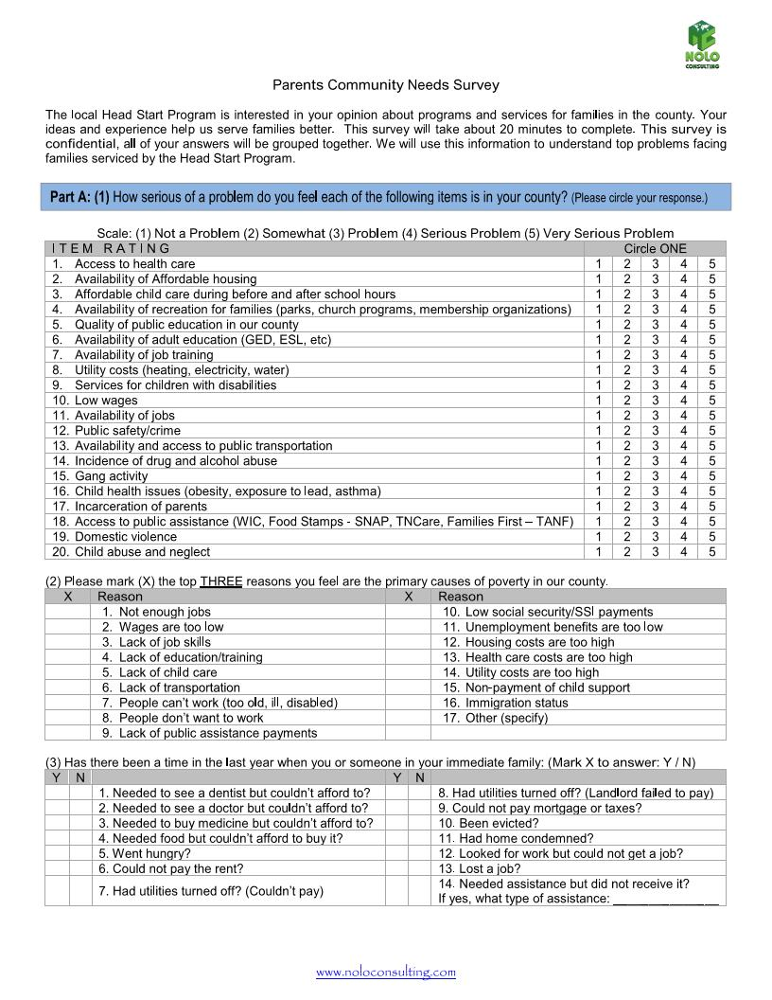 NOLO
CONSULTING
Parents Community Needs Survey
The local Head Start Program is interested in your opinion about programs and services for families in the county. Your
ideas and experience help us serve families better. This survey will take about 20 minutes to complete. This survey is
confidential, all of your answers will be grouped together. We will use this information to understand top problems facing
families serviced by the Head Start Program.
Part A: (1) How serious of a problem do you feel each of the following items is in your county? (Please circle your response.)
Scale: (1) Not a Problem (2) Somewhat (3) Problem (4) Serious Problem (5) Very Serious Problem
ITEM RATING Circle ONE
1. Access to health care 1 2 3 4 5
2. Availability of Affordable housing 1 2 3 4 5
3. Affordable child care during before and after school hours 1 2 3 4 5
4. Availability of recreation for families (parks, church programs, membership organizations) 1 2 3 4 5
5. Quality of public education in our county 1 2 3 4 5
6. Availability of adult education (GED, ESL, etc) 1 2 3 4 5
7. Availability of job training 1 2 3 4 5
8. Utility costs (heating, electricity, water) 1 2 3 4 5
9. Services for children with disabilities 1 2 3 4 5
10. Low wages 1 2 3 4 5
11. Availability of jobs 1 2 3 4 5
12. Public safety/crime 1 2 3 4 5
13. Availability and access to public transportation 1 2 3 4 5
14. Incidence of drug and alcohol abuse 1 2 3 4 5
15. Gang activity 1 2 3 4 5
16. Child health issues (obesity, exposure to lead, asthma) 1 2 3 4 5
17. Incarceration of parents 1 2 3 4 5
18. Access to public assistance (WIC, Food Stamps - SNAP, TNCare, Families First – TANF) 1 2 3 4 5
19. Domestic violence 1 2 3 4 5
20. Child abuse and neglect 1 2 3 4 5
(2) Please mark (X) the top THREE reasons you feel are the primary causes of poverty in our county.
X Reason X Reason
1. Not enough jobs 10. Low social security/SSI payments
2. Wages are too low 11. Unemployment benefits are too low
3. Lack of job skills 12. Housing costs are too high
4. Lack of education/training 13. Health care costs are too high
5. Lack of child care 14. Utility costs are too high
6. Lack of transportation 15. Non-payment of child support
7. People can't work (too old, ill, disabled) 16. Immigration status
8. People don't want to work 17. Other (specify)
9. Lack of public assistance payments
(3) Has there been a time in the last year when you or someone in your immediate family: (Mark X to answer: Y / N)
Y N Y N
1. Needed to see a dentist but couldn't afford to? 8. Had utilities turned off? (Landlord failed to pay)
2. Needed to see a doctor but couldn't afford to? 9. Could not pay mortgage or taxes?
3. Needed to buy medicine but couldn't afford to? 10. Been evicted?
4. Needed food but couldn't afford to buy it? 11. Had home condemned?
5. Went hungry? 12. Looked for work but could not get a job?
6. Could not pay the rent? 13. Lost a job?
7. Had utilities turned off? (Couldn't pay) 14. Needed assistance but did not receive it?
If yes, what type of assistance: _______________
www.noloconsulting.com